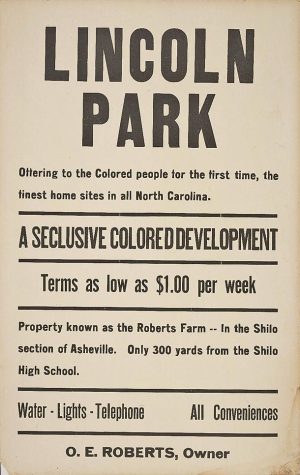 LINCOLN
PARK
Offering to the Colored people for the first time, the
finest home sites in all North Carolina.
A SECLUSIVE COLORED DEVELOPMENT
Terms as low as $1.00 per week
Property known as the Roberts Farm -- In the Shilo
section of Asheville. Only 300 yards from the Shilo
High School.
Water - Lights - Telephone All Conveniences
O. E. ROBERTS, Owner